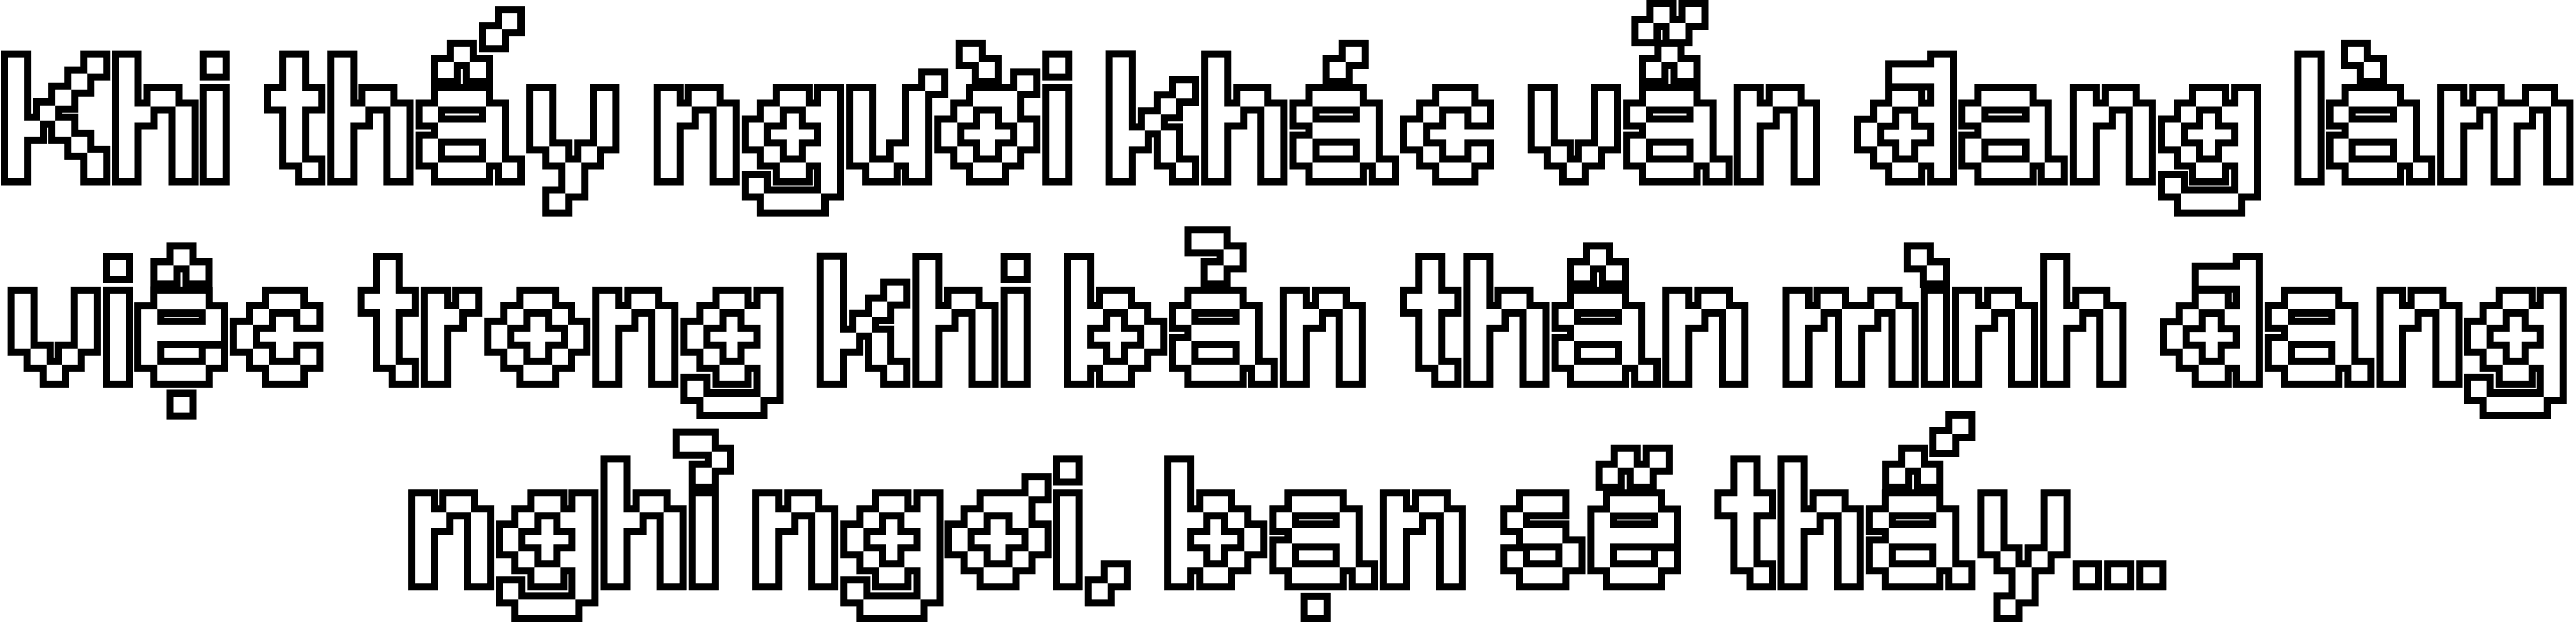 Khi thấy người khác vẫn đang làm
việc trong khi bản thân mình đang
nghỉ ngơi, bạn sẽ thấy...